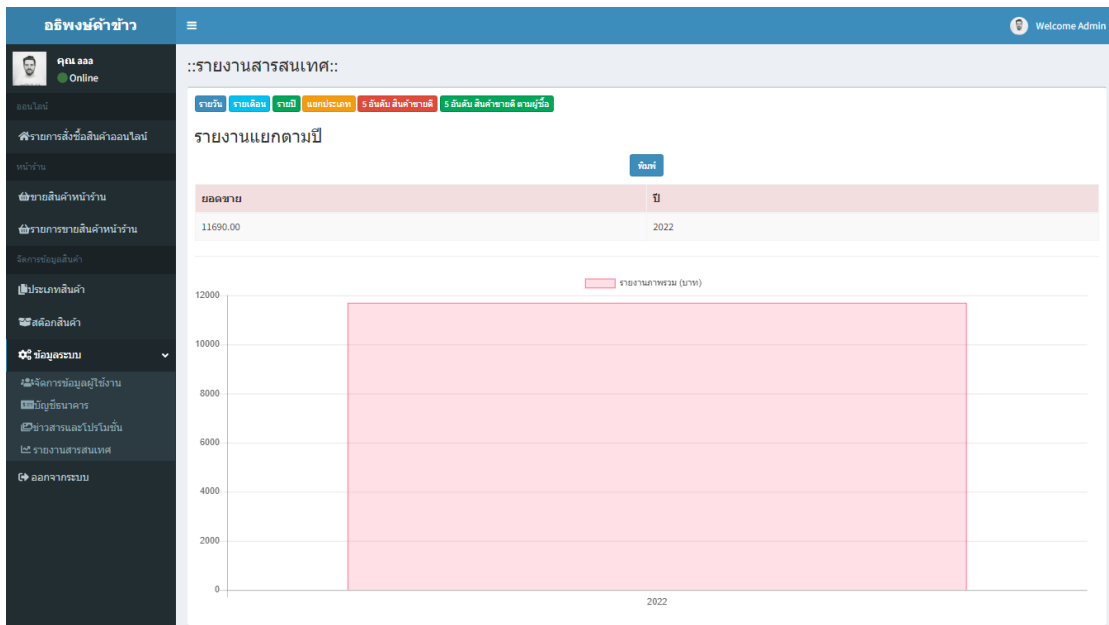 อธิพงษ์ค้าข้าว
Welcome Admin
คุณ aaa
Online
ออนไลน์
รายการสั่งซื้อสินค้าออนไลน์
หน้าร้าน
ขายสินค้าหน้าร้าน
รายการขายสินค้าหน้าร้าน
จัดการข้อมูลสินค้า
ประเภทสินค้า
สต๊อกสินค้า
ข้อมูลระบบ
จัดการข้อมูลผู้ใช้งาน
บัญชีธนาคาร
ข่าวสารและโปรโมชั่น
รายงานสารสนเทศ
ออกจากระบบ
::รายงานสารสนเทศ::
รายวัน รายเดือน รายปี แยกประเภท 5 อันดับ สินค้าขายดี 5 อันดับ สินค้าขายดี ตามผู้ซื้อ
รายงานแยกตามปี
พิมพ์
ยอดขาย ปี
11690.00 2022
รายงานภาพรวม (บาท)
12000
10000
8000
6000
4000
2000
0
2022